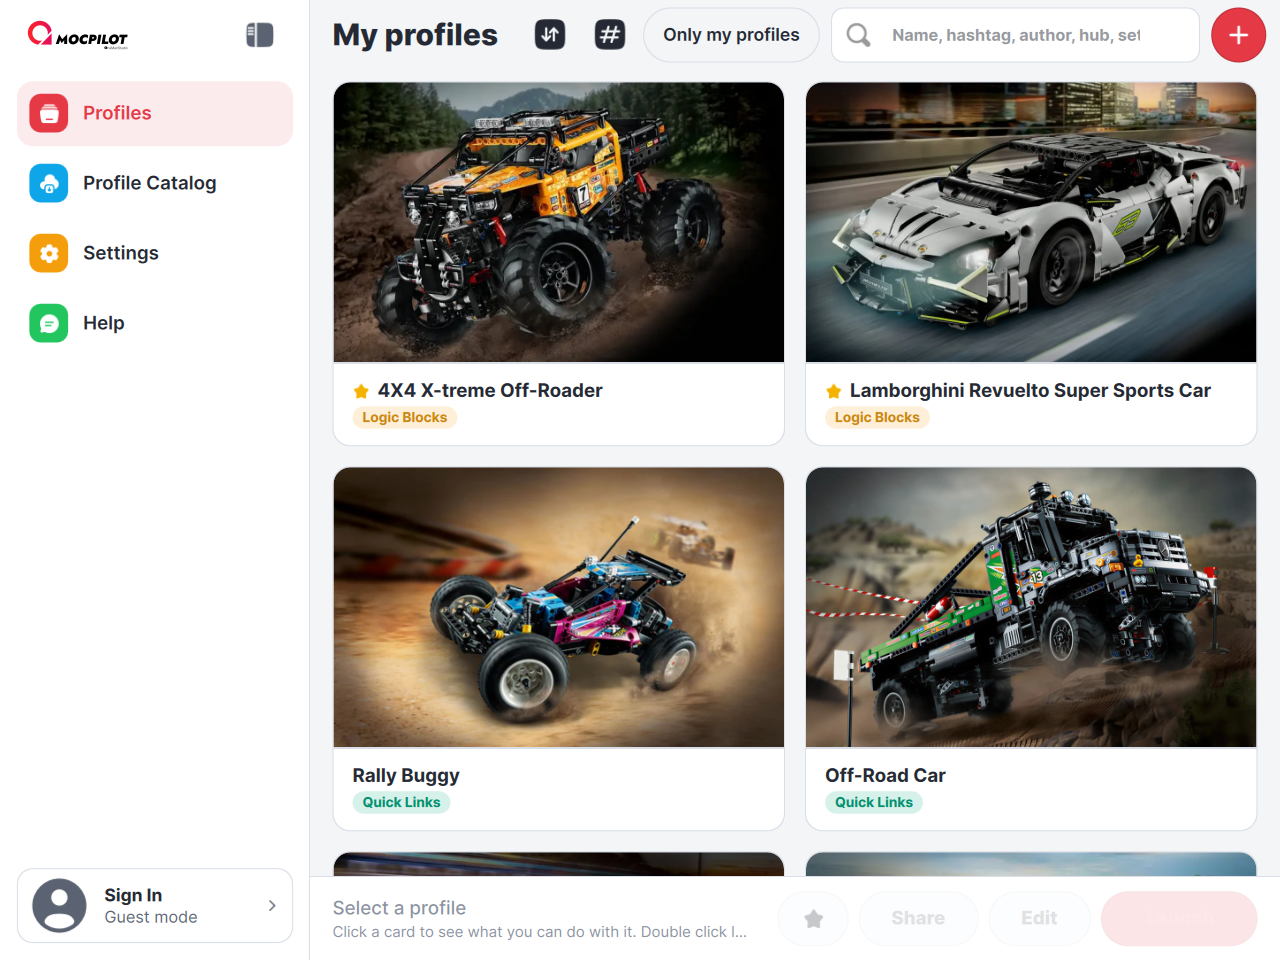 MOCPILOT
My profiles
Only my profiles
Name, hashtag, author, hub, set
Profiles
Profile Catalog
Settings
Help
4X4 X-treme Off-Roader
Logic Blocks
Lamborghini Revuelto Super Sports Car
Logic Blocks
7
63
Rally Buggy
Quick Links
Off-Road Car
Quick Links
13
Sign In
Guest mode
Select a profile
Click a card to see what you can do with it. Double click l...
Share
Edit